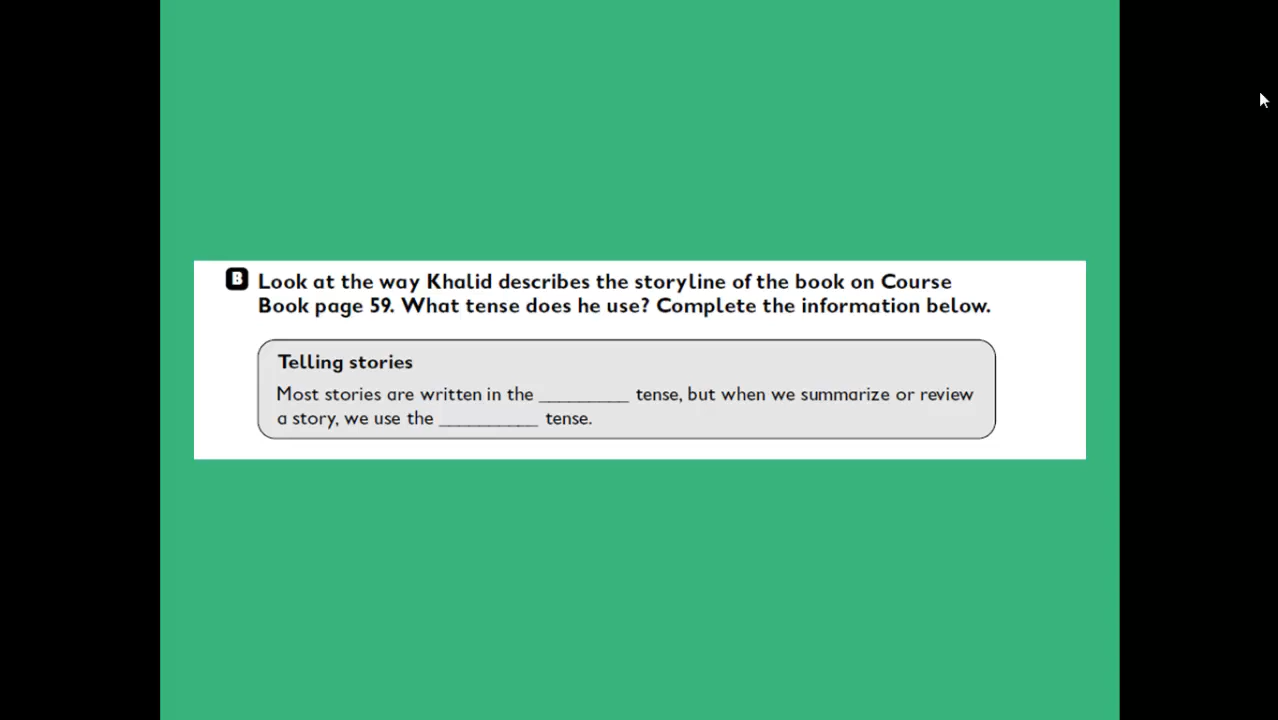 B Look at the way Khalid describes the storyline of the book on Course
Book page 59. What tense does he use? Complete the information below.
Telling stories
Most stories are written in the _________ tense, but when we summarize or review
a story, we use the __________ tense.